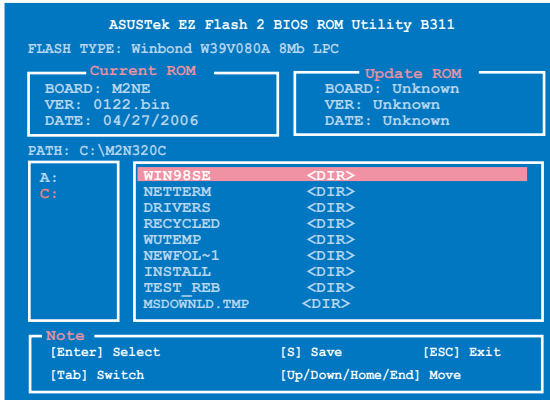 ASUSTek EZ Flash 2 BIOS ROM Utility B311
FLASH TYPE: Winbond W39V080A 8Mb LPC
Current ROM
BOARD: M2NE
VER: 0122.bin
DATE: 04/27/2006
Update ROM
BOARD: Unknown
VER: Unknown
DATE: Unknown
PATH: C:\M2N320C
A:
C:
WIN98SE <DIR>
NETTERM <DIR>
DRIVERS <DIR>
RECYCLED <DIR>
WUTEMP <DIR>
NEWFOL~1 <DIR>
INSTALL <DIR>
TEST_REB <DIR>
MSDOWNLD.TMP <DIR>
Note
[Enter] Select [S] Save [ESC] Exit
[Tab] Switch [Up/Down/Home/End] Move